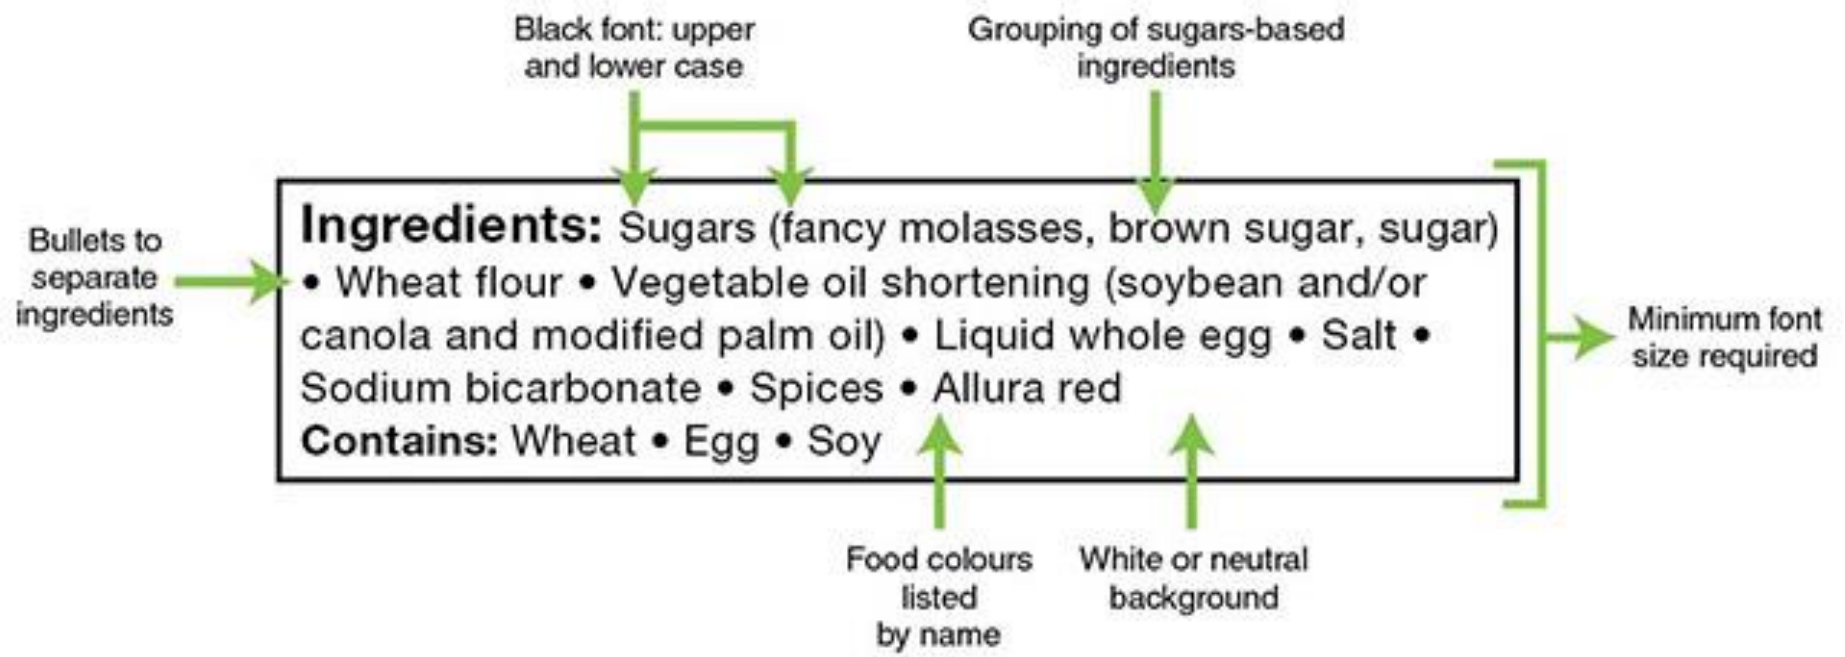 Black font: upper
and lower case
Grouping of sugars-based
ingredients
Bullets to
separate
ingredients
Ingredients: Sugars (fancy molasses, brown sugar, sugar)
• Wheat flour • Vegetable oil shortening (soybean and/or
canola and modified palm oil) • Liquid whole egg • Salt •
Sodium bicarbonate • Spices • Allura red
Contains: Wheat • Egg • Soy
Minimum font
size required
Food colours
listed
by name
White or neutral
background